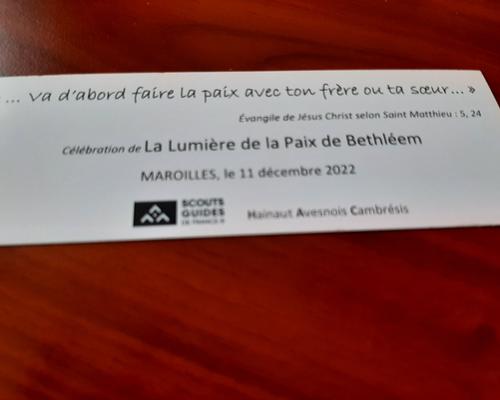 ... va d'abord faire la paix avec ton frère ou ta sœur... »
Évangile de Jésus Christ selon Saint Matthieu : 5, 24
Célébration de La Lumière de la Paix de Bethléem
MAROILLES, le 11 décembre 2022
SCOUTS
GUIDES
DE FRANCE
Hainaut Avesnois Cambrésis